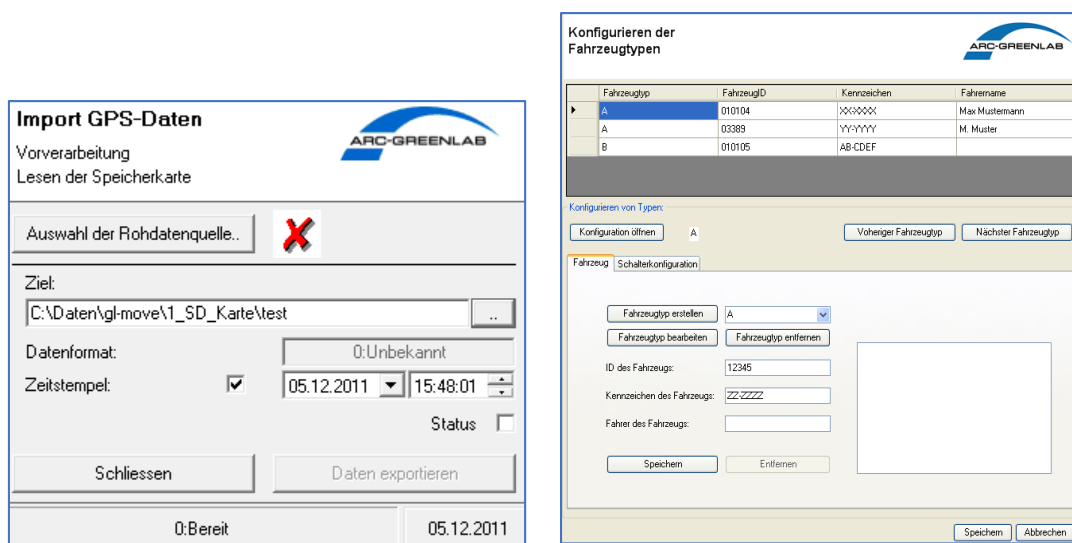 Import GPS-Daten
ARC-GREENLAB
Vorverarbeitung
Lesen der Speicherkarte
Auswahl der Rohdatenquelle..
Ziel:
C:\Daten\gl-move\1_SD_Karte\test
..
Datenformat:
0:Unbekannt
Zeitstempel:
05.12.2011
15:48:01
Status
Schliessen
Daten exportieren
0:Bereit
05.12.2011
Konfigurieren der
Fahrzeugtypen
ARC-GREENLAB
Fahrzeugtyp FahrzeugID Kennzeichen Fahrername
A 010104 XX-XXXX Max Mustermann
A 03389 YY-YYYY M. Muster
B 010105 AB-CDEF
Konfigurieren von Typen:
Konfiguration öffnen A Voheriger Fahrzeugtyp Nächster Fahrzeugtyp
Fahrzeug Schalterkonfiguration
Fahrzeugtyp erstellen A
Fahrzeugtyp bearbeiten Fahrzeugtyp entfernen
ID des Fahrzeugs: 12345
Kennzeichen des Fahrzeugs: ZZ-ZZZZ
Fahrer des Fahrzeugs:
Speichern Entfernen
Speichern Abbrechen